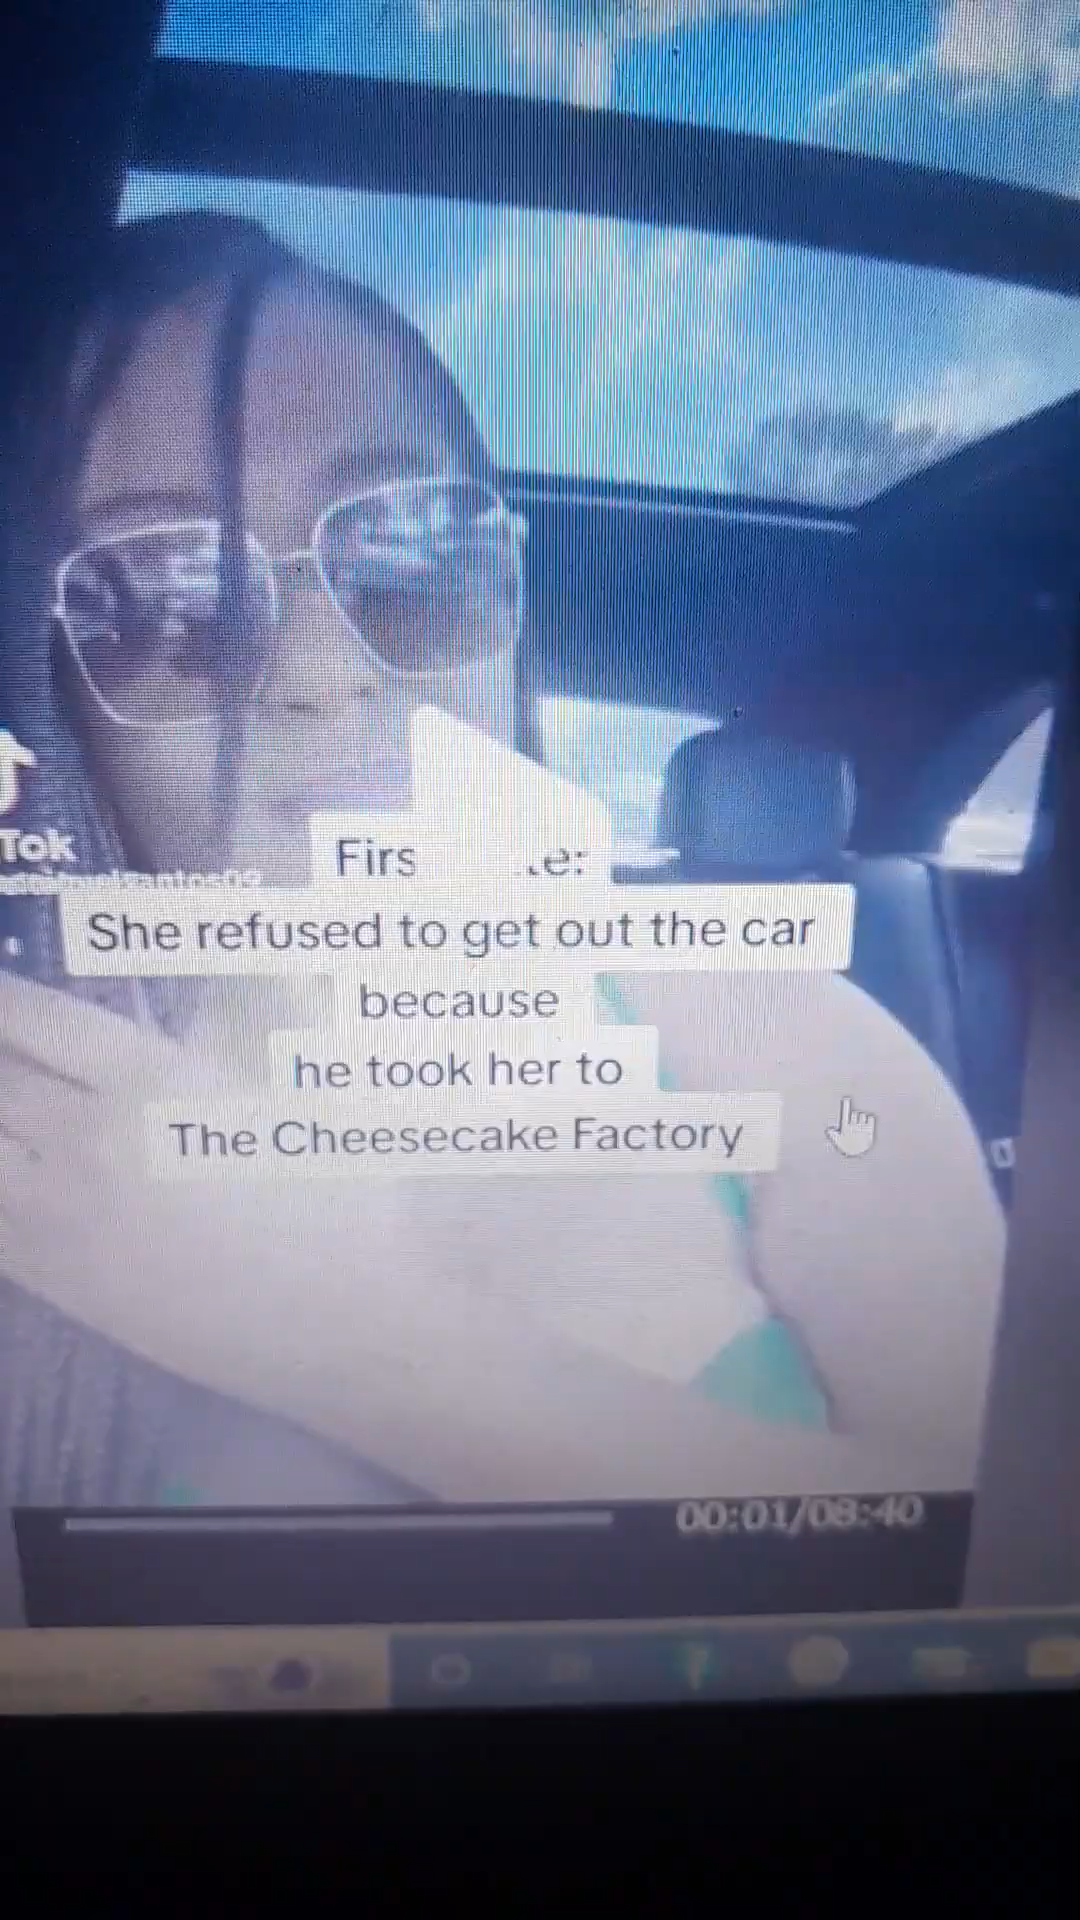 Tok
Firs e:
She refused to get out the car
because
he took her to
The Cheesecake Factory
00:01/08:40